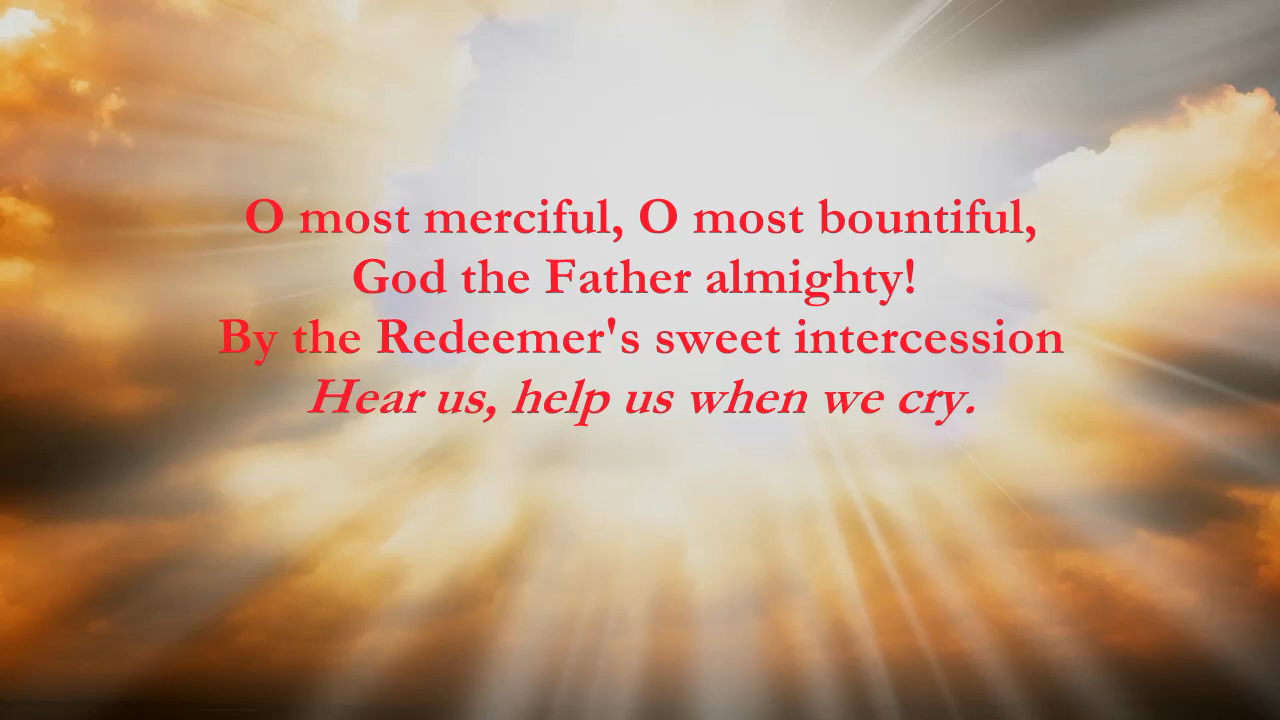 O most merciful, O most bountiful,
God the Father almighty!
By the Redeemer's sweet intercession
Hear us, help us when we cry.